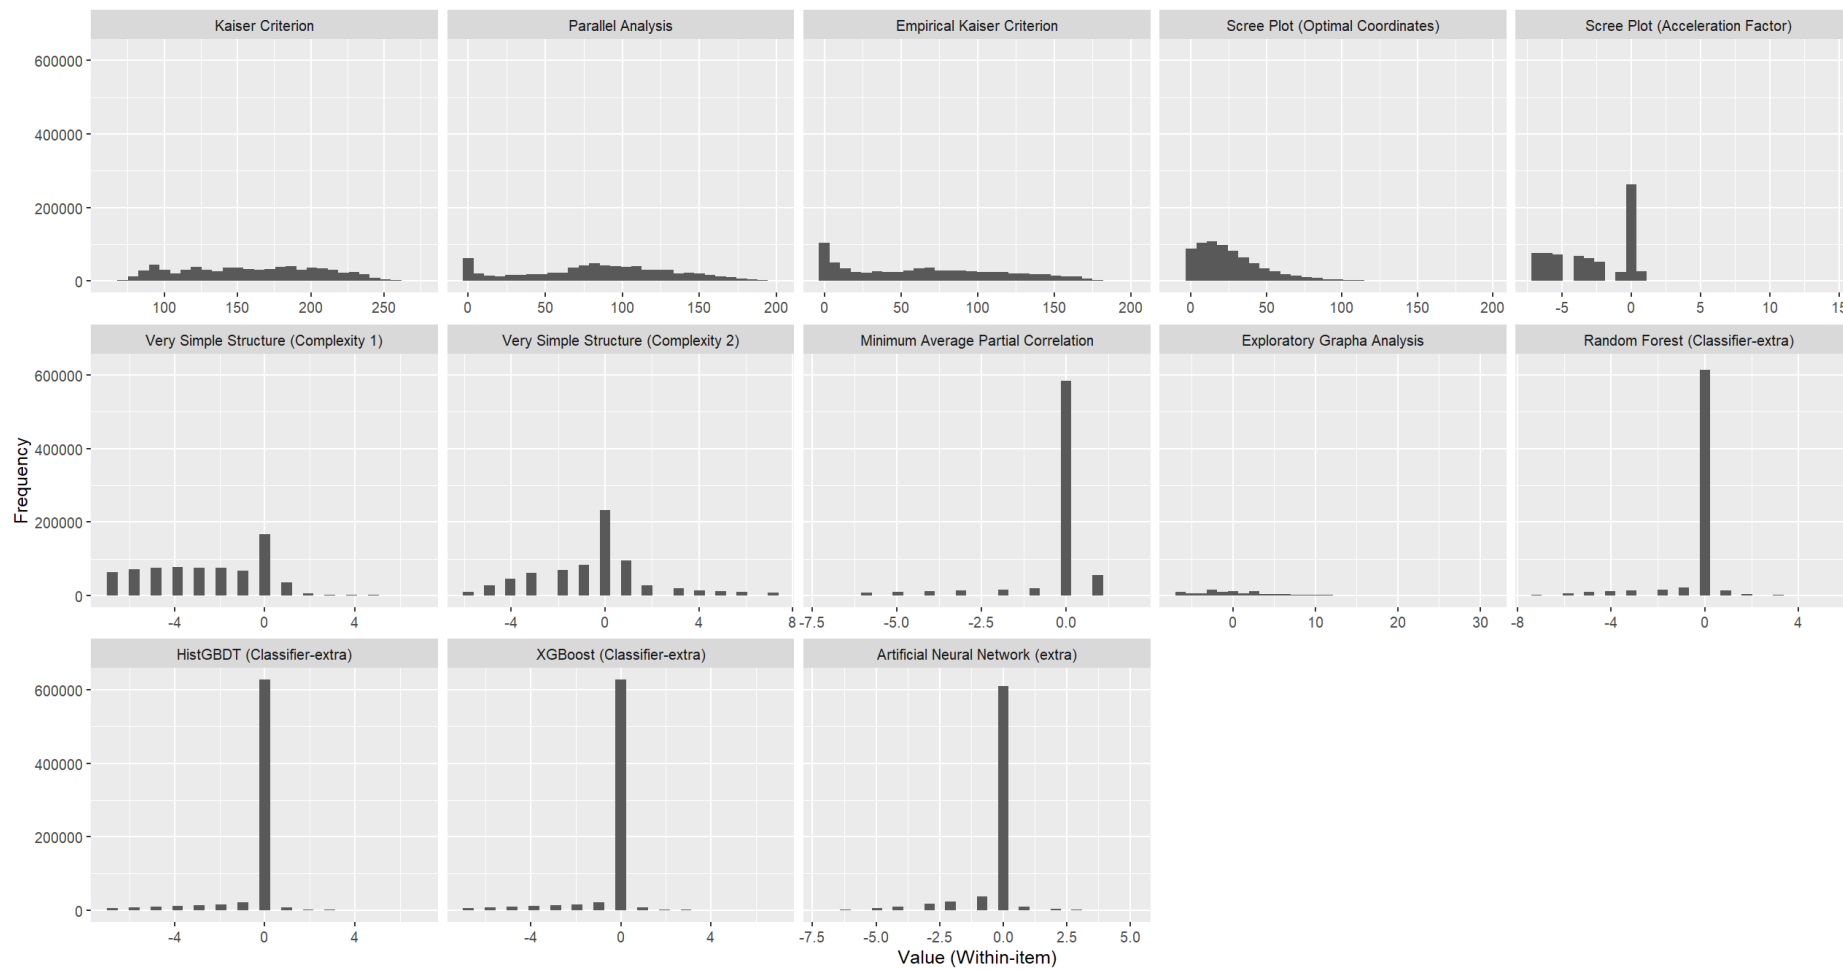 Kaiser Criterion
Parallel Analysis
Empirical Kaiser Criterion
Scree Plot (Optimal Coordinates)
Scree Plot (Acceleration Factor)
600000
400000
200000
0
100 150 200 250
0 50 100 150 200
0 50 100 150 200
0 50 100 150 200
-5 0 5 10 15
Very Simple Structure (Complexity 1)
Very Simple Structure (Complexity 2)
Minimum Average Partial Correlation
Exploratory Grapha Analysis
Random Forest (Classifier-extra)
600000
400000
200000
0
-4 0 4
-4 0 4 8
-7.5 -5.0 -2.5 0.0
0 10 20 30
-8 -4 0 4
HistGBDT (Classifier-extra)
XGBoost (Classifier-extra)
Artificial Neural Network (extra)
600000
400000
200000
0
-4 0 4
-4 0 4
-7.5 -5.0 -2.5 0.0 2.5 5.0
Frequency
Value (Within-item)